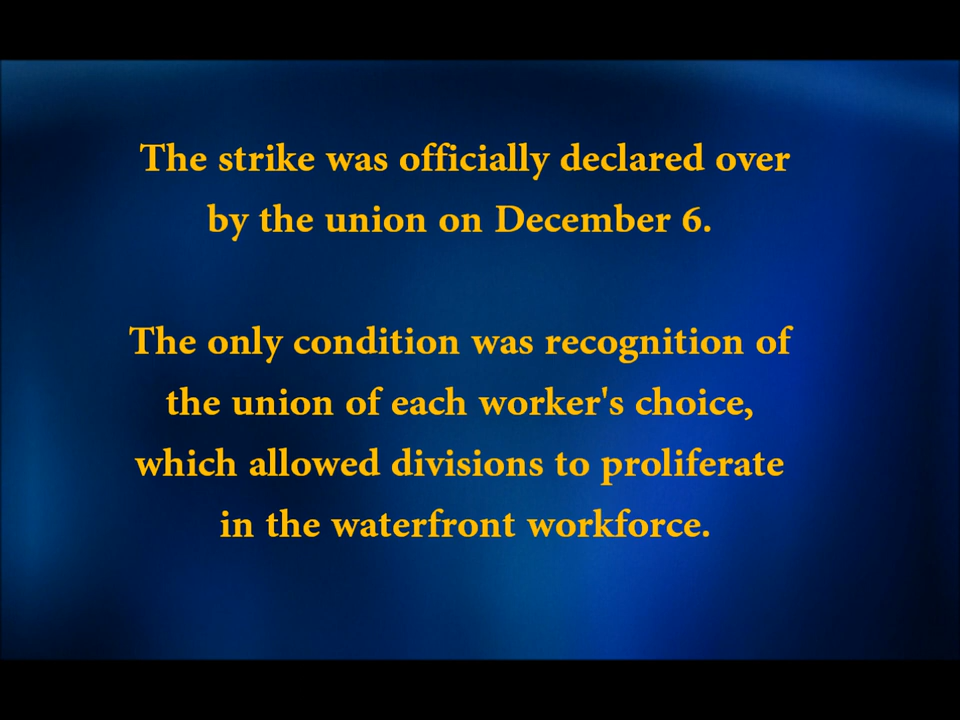 The strike was officially declared over
by the union on December 6.
The only condition was recognition of
the union of each worker's choice,
which allowed divisions to proliferate
in the waterfront workforce.